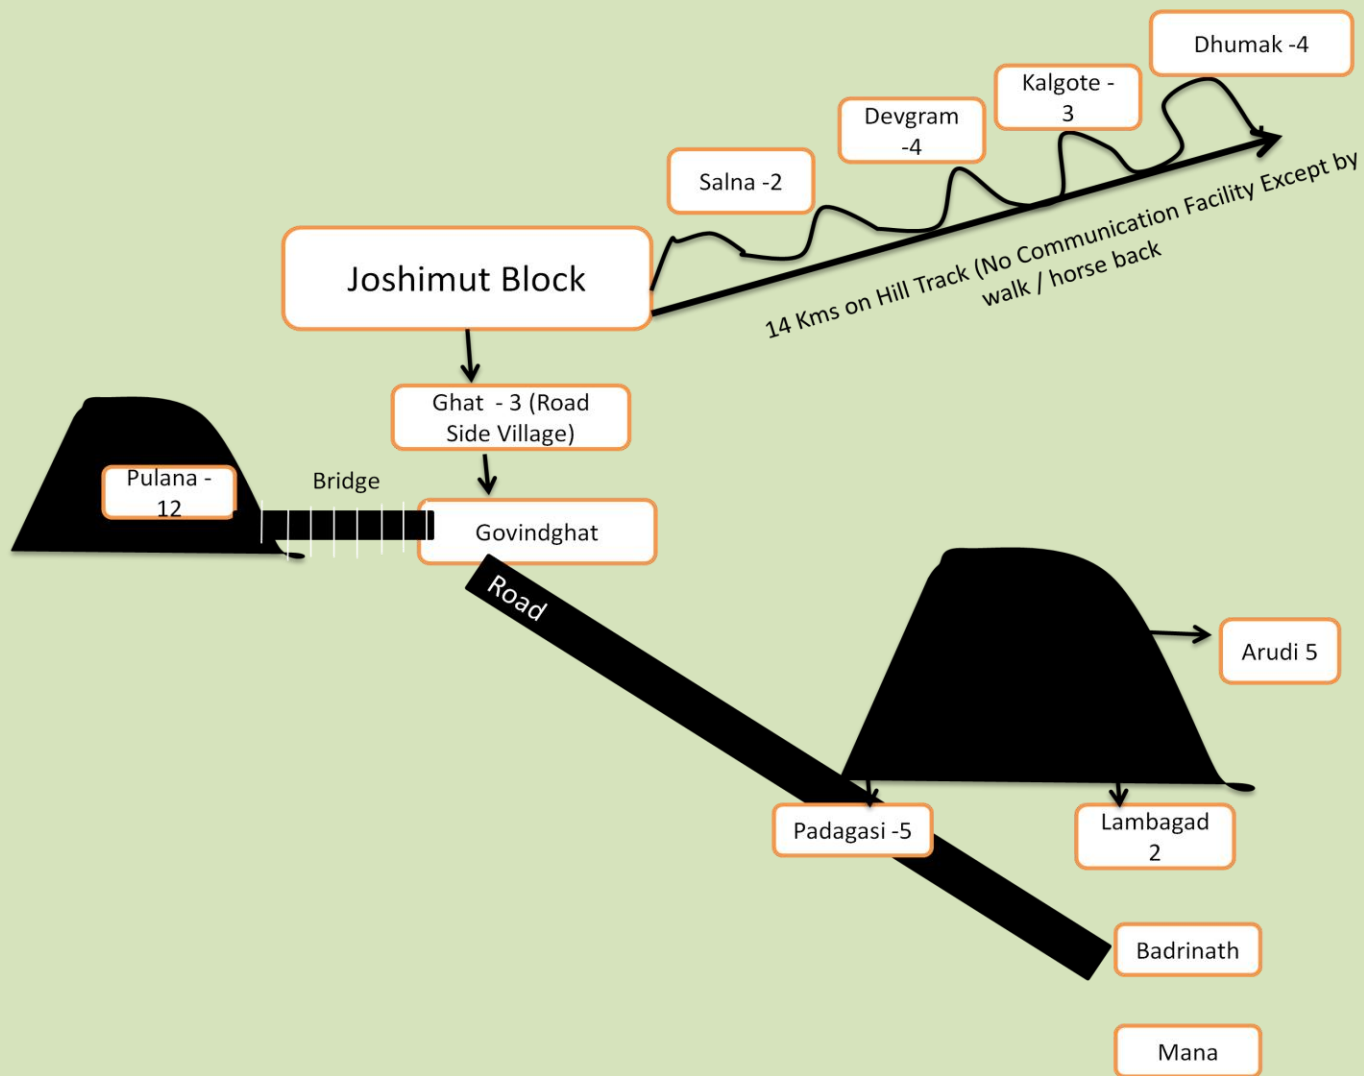 Dhumak -4
Kalgote -
3
Devgram
-4
Salna -2
14 Kms on Hill Track (No Communication Facility Except by
walk / horse back
Joshimut Block
Ghat  - 3 (Road
Side Village)
Pulana -
12
Bridge
Govindghat
Road
Arudi 5
Padagasi -5
Lambagad
2
Badrinath
Mana